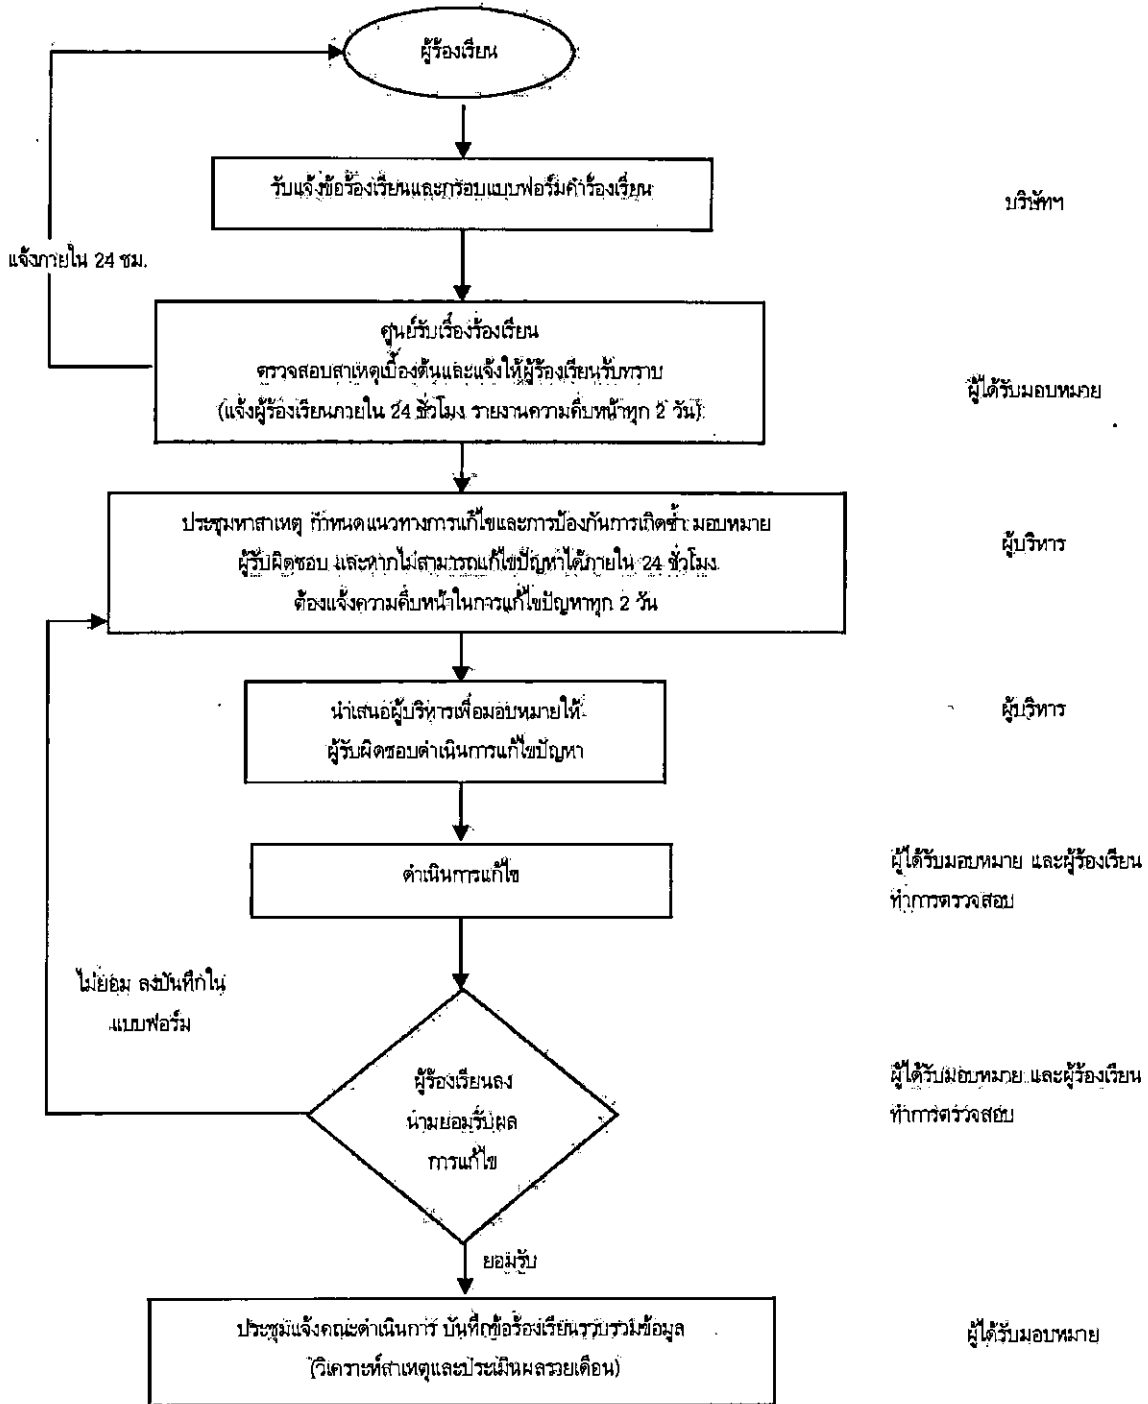 ผู้ร้องเรียน
รับแจ้งข้อร้องเรียนและกรอบแบบฟอร์มคำร้องเรียน
บริษัทฯ
แจ้งภายใน 24 ชม.
ศูนย์รับเรื่องร้องเรียน
ตรวจสอบสาเหตุเบื้องต้นและแจ้งให้ผู้ร้องเรียนรับทราบ
(แจ้งผู้ร้องเรียนภายใน 24 ชั่วโมง รายงานความคืบหน้าทุก 2 วัน)
ผู้ได้รับมอบหมาย
ประชุมหาสาเหตุ กำหนดแนวทางการแก้ไขและการป้องกันการเกิดซ้ำ มอบหมาย
ผู้รับผิดชอบ และหากไม่สามารถแก้ไขปัญหาได้ภายใน 24 ชั่วโมง
ต้องแจ้งความคืบหน้าในการแก้ไขปัญหาทุก 2 วัน
ผู้บริหาร
นำเสนอผู้บริหารเพื่อมอบหมายให้
ผู้รับผิดชอบดำเนินการแก้ไขปัญหา
ผู้บริหาร
ดำเนินการแก้ไข
ผู้ได้รับมอบหมาย และผู้ร้องเรียน
ทำการตรวจสอบ
ไม่ยอม ลงบันทึกใน
แบบฟอร์ม
ผู้ร้องเรียนลง
นามยอมรับผล
การแก้ไข
ผู้ได้รับมอบหมาย และผู้ร้องเรียน
ทำการตรวจสอบ
ยอมรับ
ประชุมแจ้งคณะดำเนินการ บันทึกข้อร้องเรียนรวบรวมข้อมูล
(วิเคราะห์สาเหตุและประเมินผลรวยเดือน)
ผู้ได้รับมอบหมาย